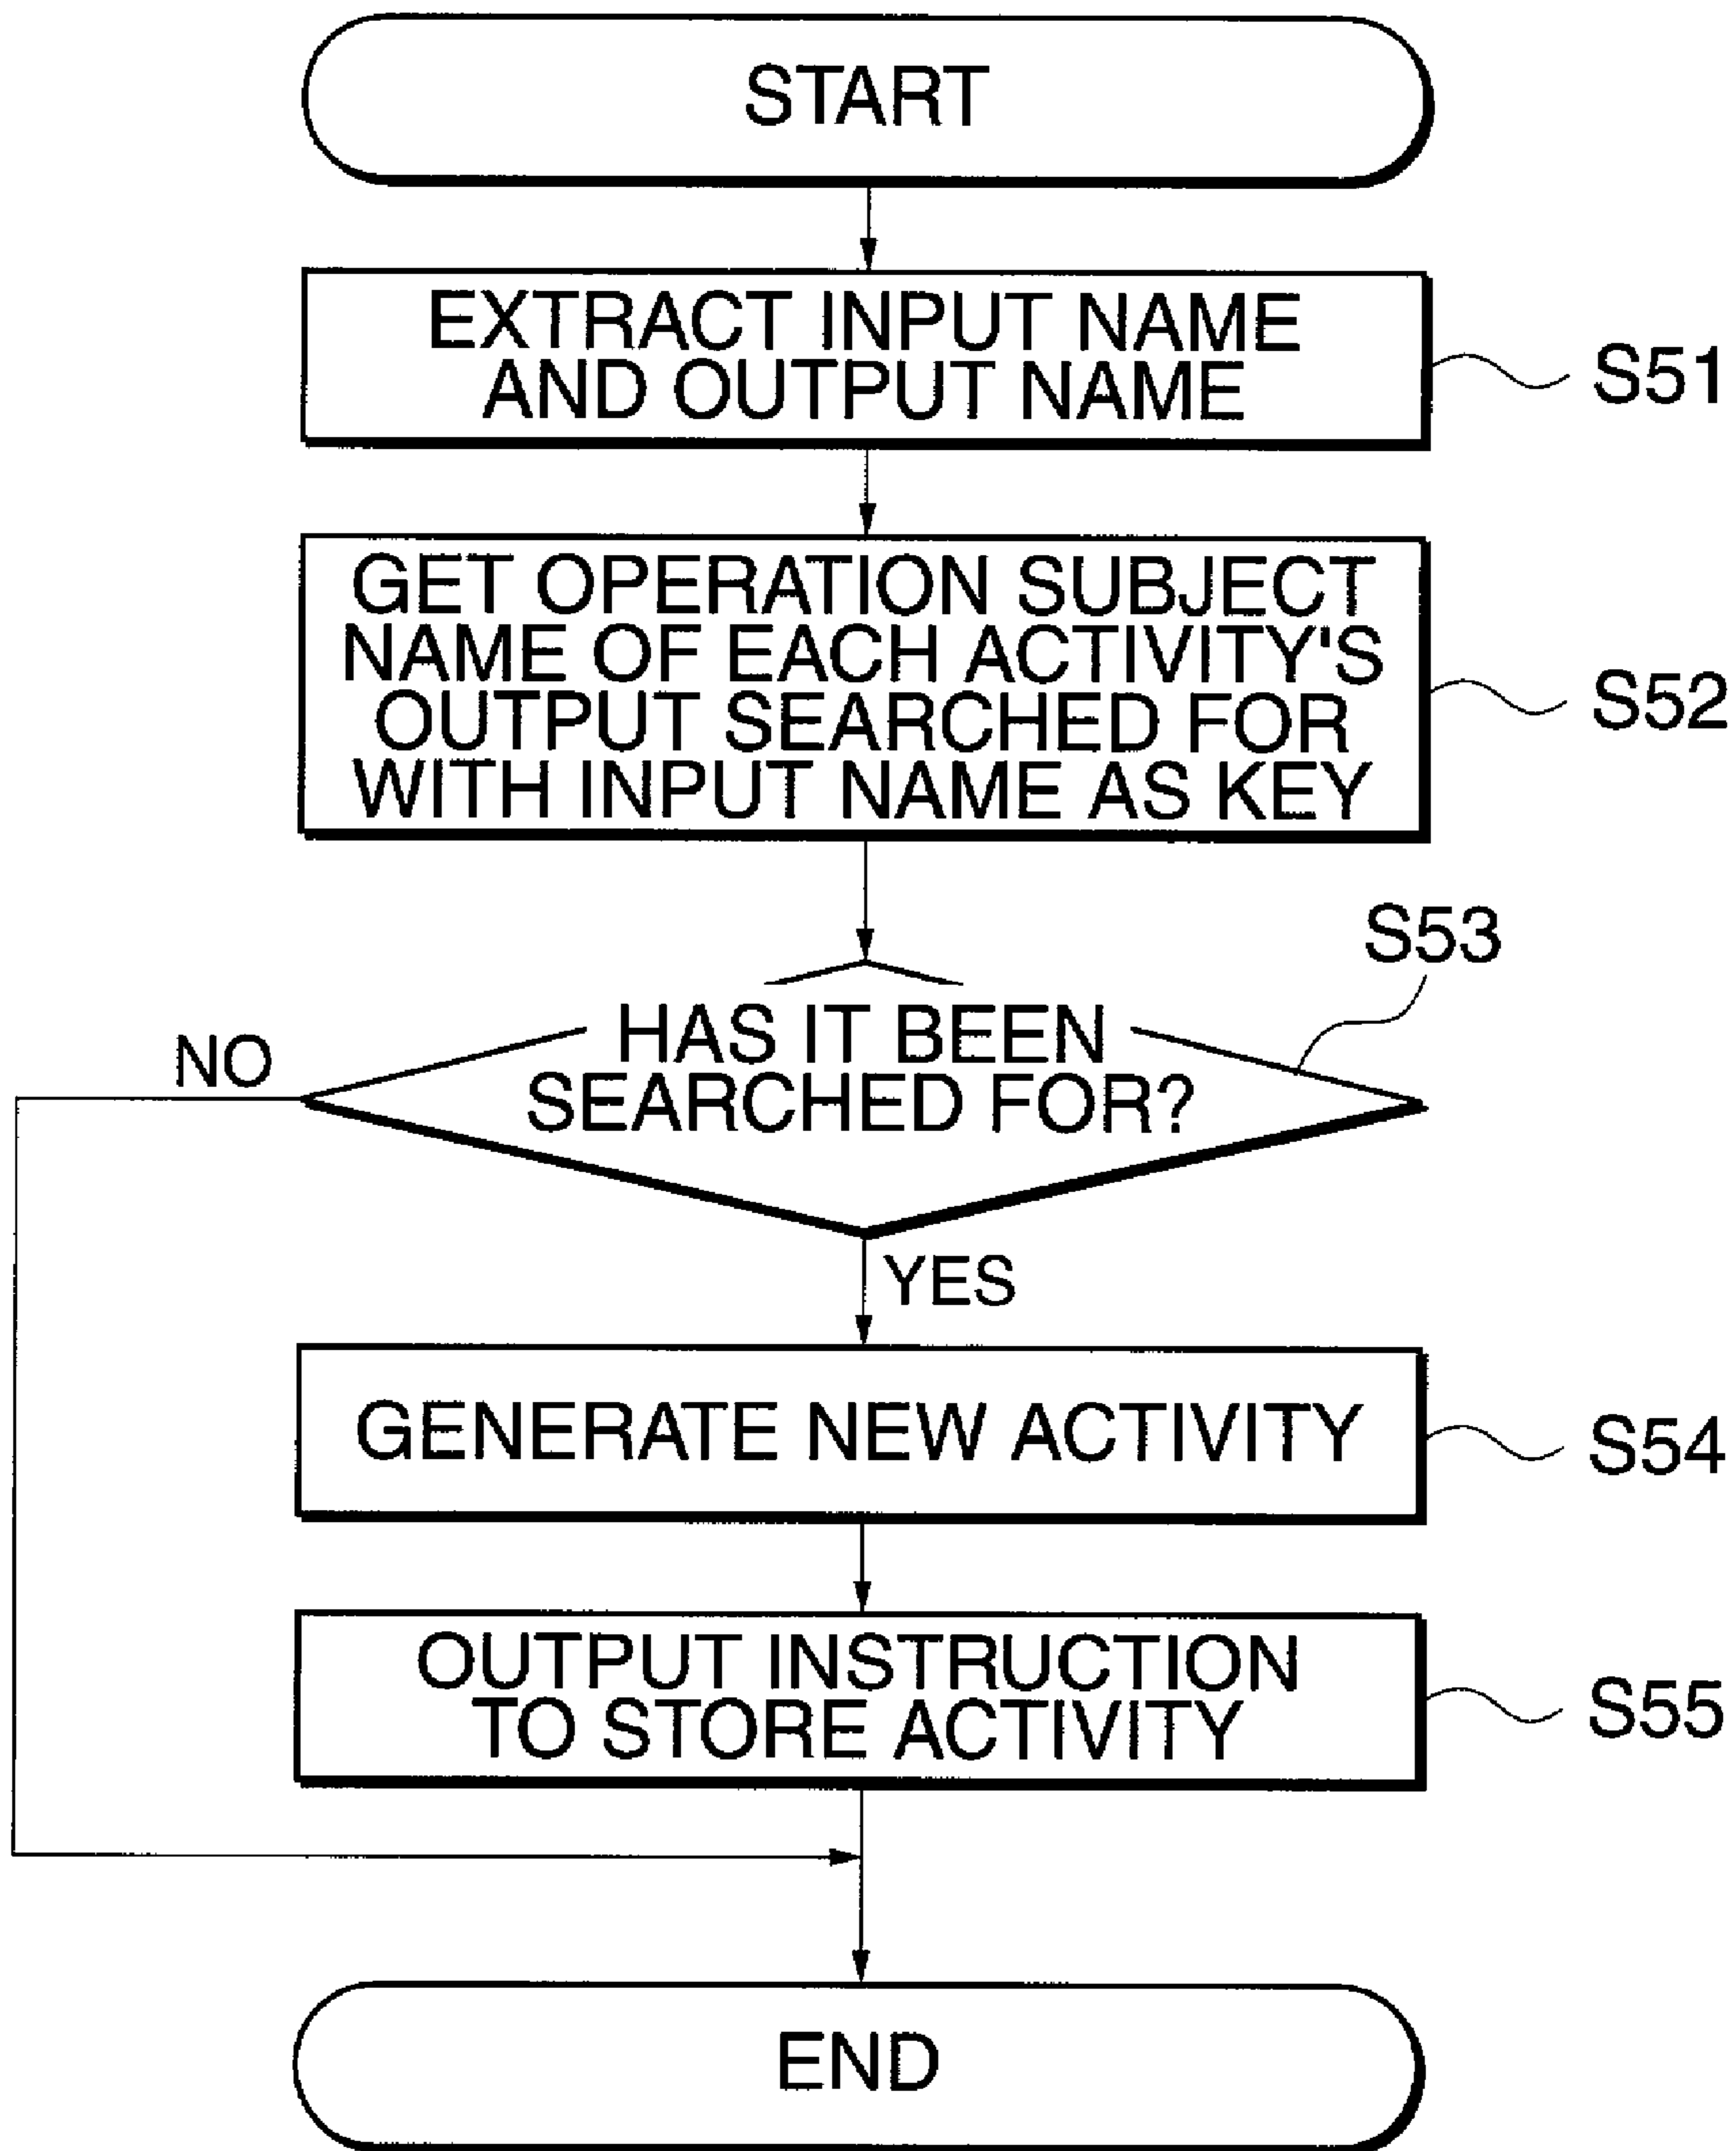 START
EXTRACT INPUT NAME
AND OUTPUT NAME
S51
GET OPERATION SUBJECT
NAME OF EACH ACTIVITY'S
OUTPUT SEARCHED FOR
WITH INPUT NAME AS KEY
S52
S53
HAS IT BEEN
SEARCHED FOR?
NO
YES
GENERATE NEW ACTIVITY
S54
OUTPUT INSTRUCTION
TO STORE ACTIVITY
S55
END